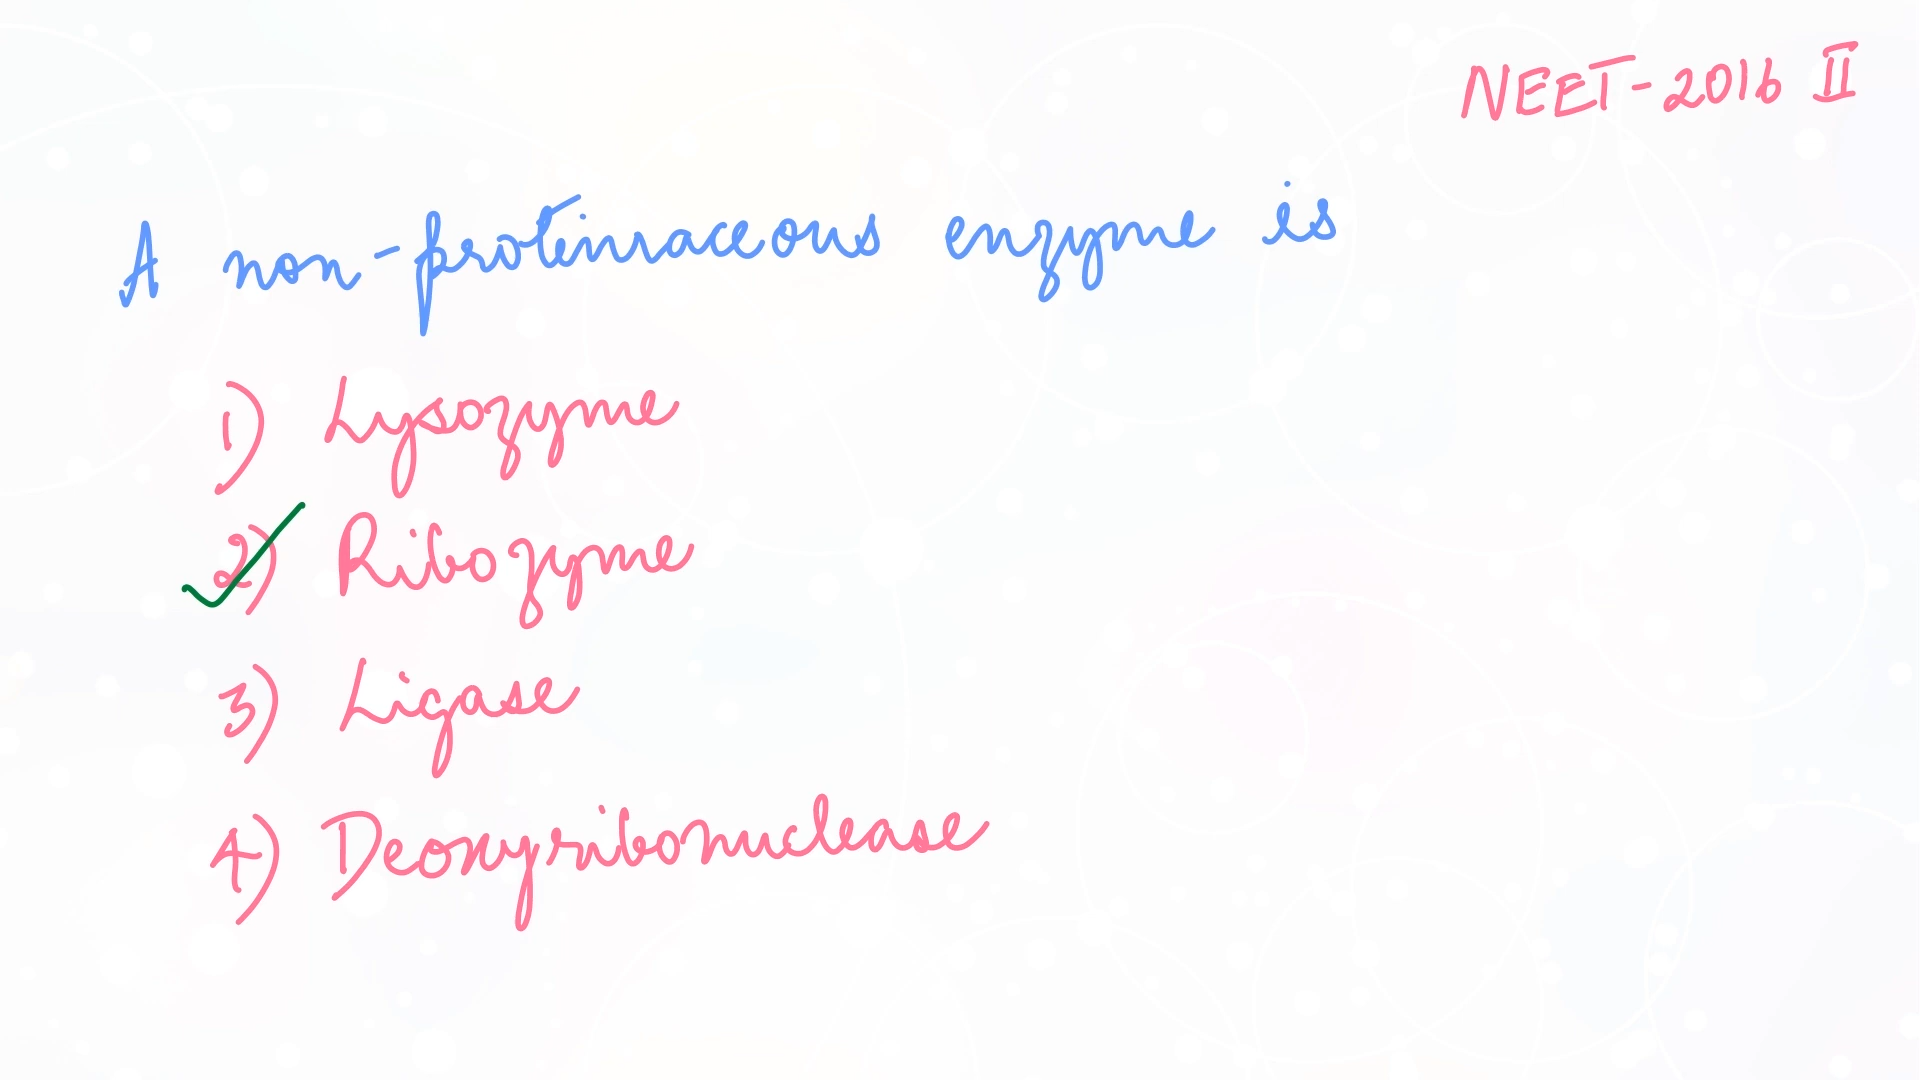 NEET-2016 II
A non-proteinaceous enzyme is
1) Lysozyme
2) Ribozyme
3) Ligase
4) Deoxyribonuclease